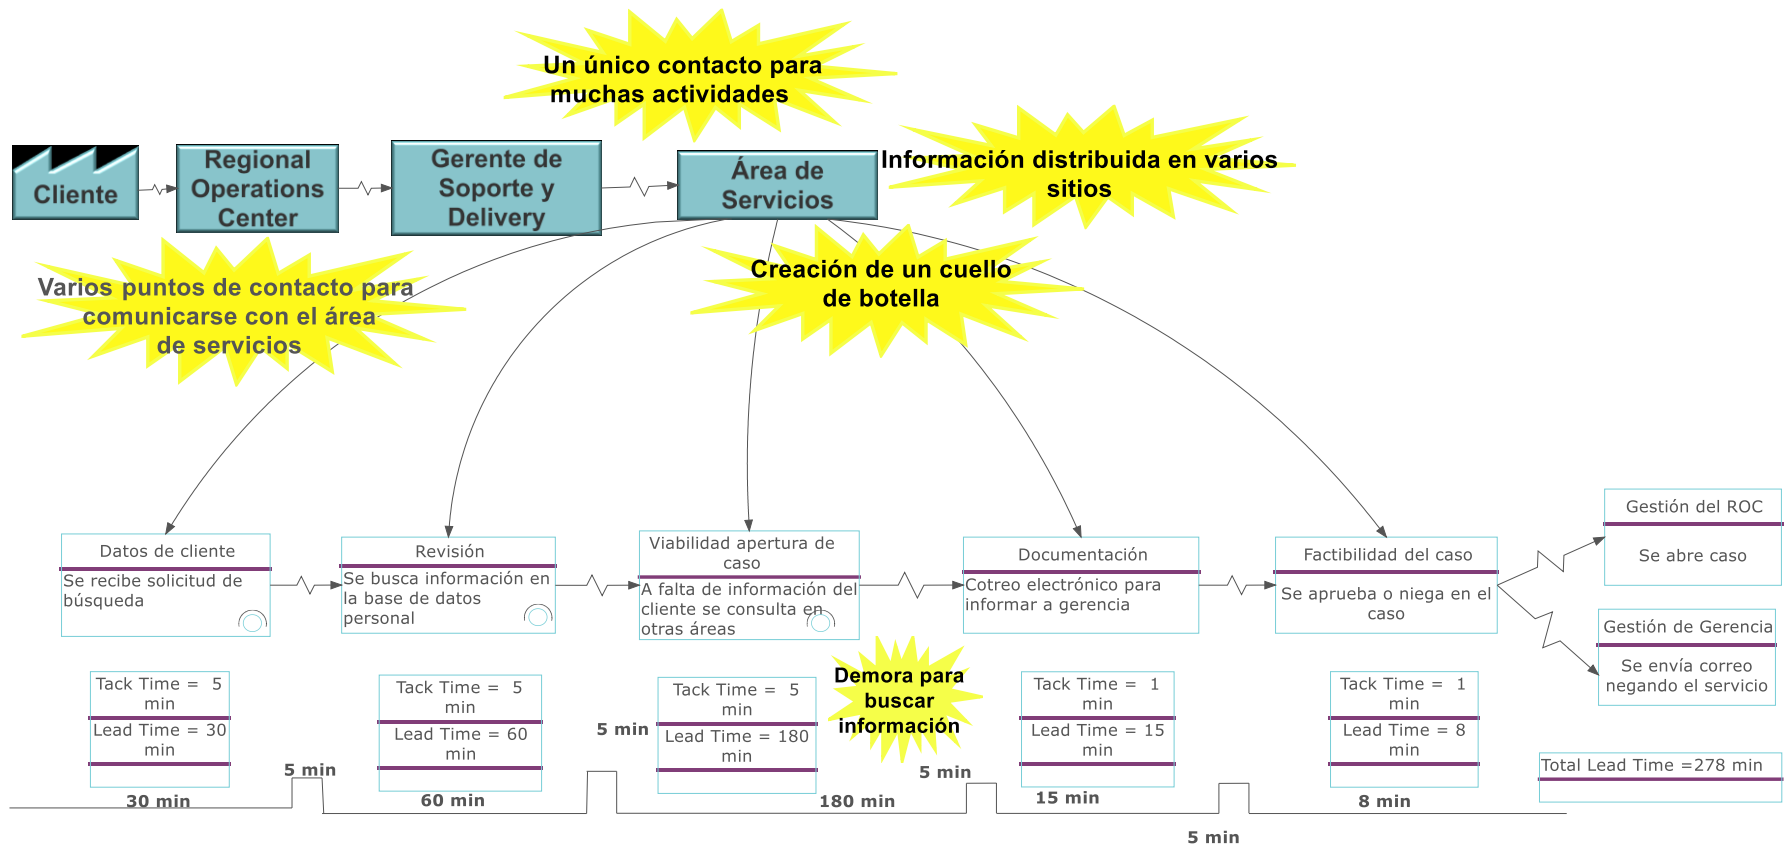 Un único contacto para
muchas actividades
Cliente
Regional
Operations
Center
Gerente de
Soporte y
Delivery
Área de
Servicios
Información distribuida en varios
sitios
Varios puntos de contacto para
comunicarse con el área
de servicios
Creación de un cuello
de botella
Datos de cliente
Se recibe solicitud de
búsqueda
Revisión
Se busca información en
la base de datos
personal
Viabilidad apertura de
caso
A falta de información del
cliente se consulta en
otras áreas
Documentación
Cotreo electrónico para
informar a gerencia
Factibilidad del caso
Se aprueba o niega en el
caso
Gestión del ROC
Se abre caso
Gestión de Gerencia
Se envía correo
negando el servicio
Tack Time = 5
min
Lead Time = 30
min
Tack Time = 5
min
Lead Time = 60
min
Tack Time = 5
min
Lead Time = 180
min
Demora para
buscar
información
Tack Time = 1
min
Lead Time = 15
min
Tack Time = 1
min
Lead Time = 8
min
Total Lead Time =278 min
30 min
5 min
60 min
5 min
180 min
5 min
15 min
5 min
8 min